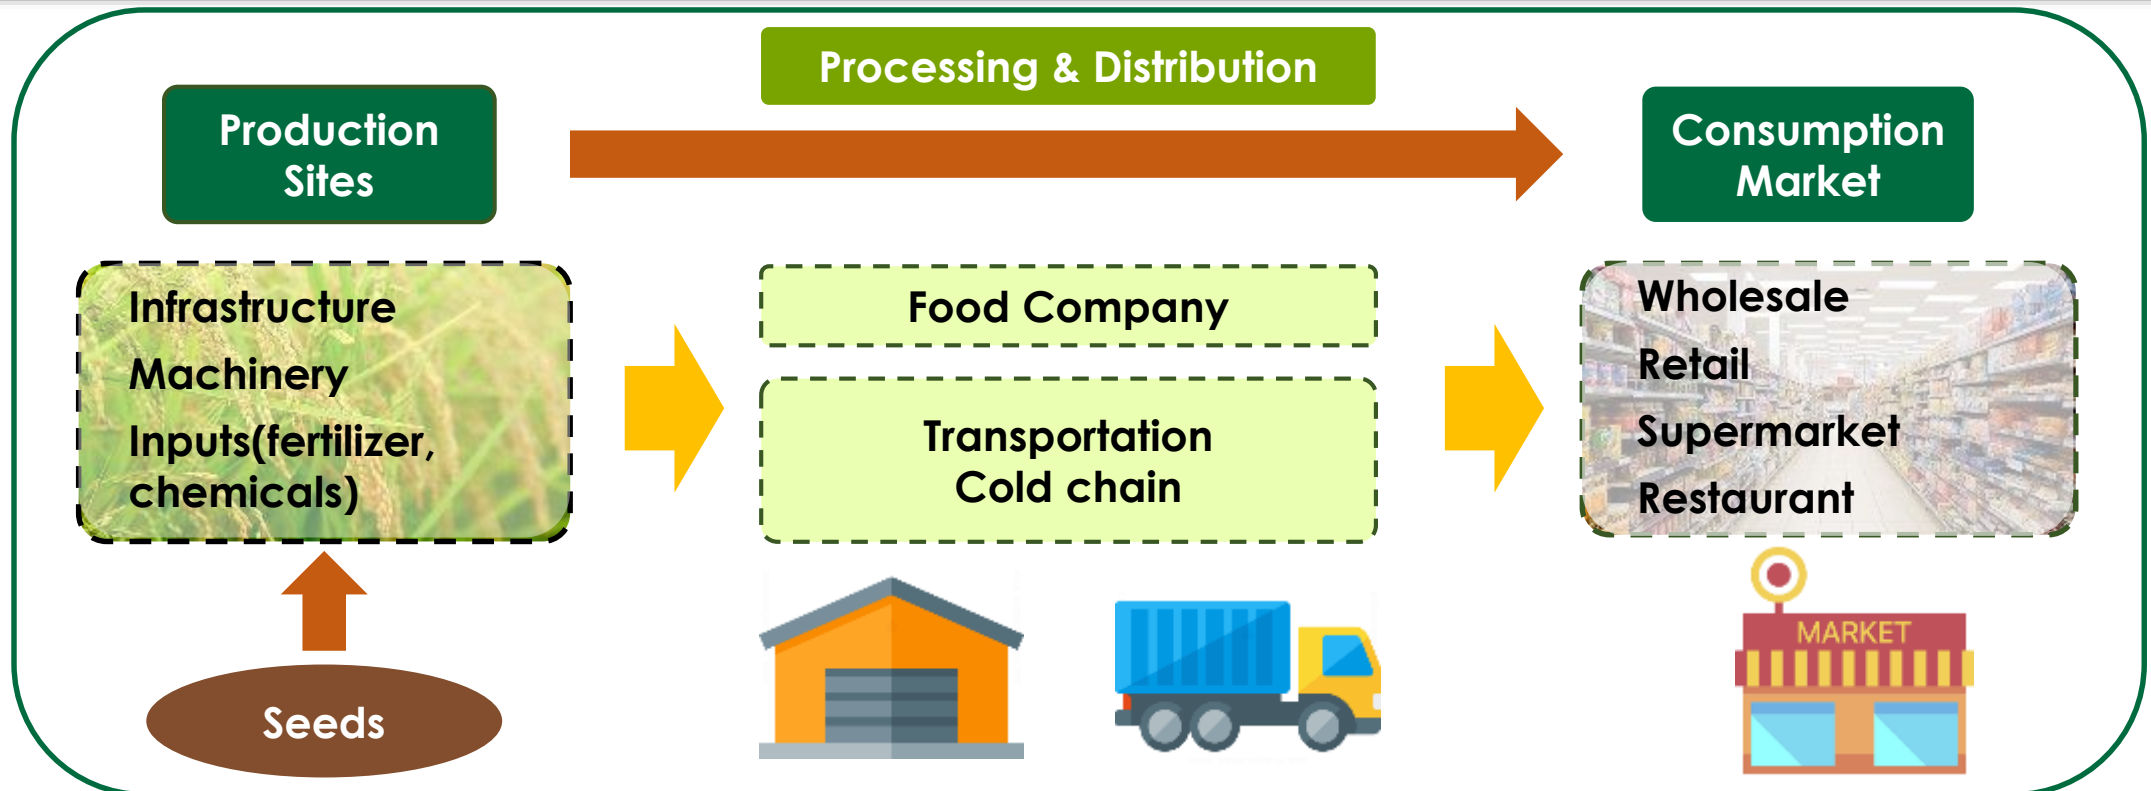 Processing & Distribution
Production
Sites
Consumption
Market
Infrastructure
Machinery
Inputs(fertilizer,
chemicals)
Food Company
Transportation
Cold chain
Wholesale
Retail
Supermarket
Restaurant
Seeds
MARKET